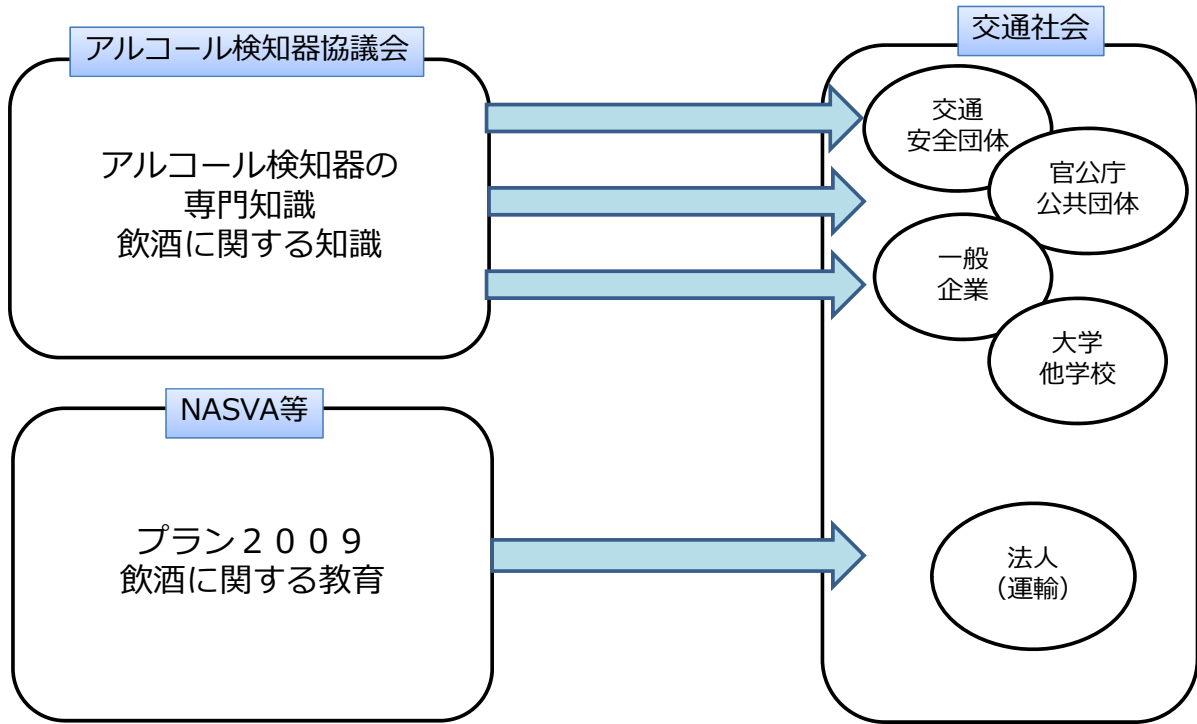 アルコール検知器協議会
アルコール検知器の
専門知識
飲酒に関する知識
NASVA等
プラン２００９
飲酒に関する教育
交通社会
交通
安全団体
官公庁
公共団体
一般
企業
大学
他学校
法人
（運輸）